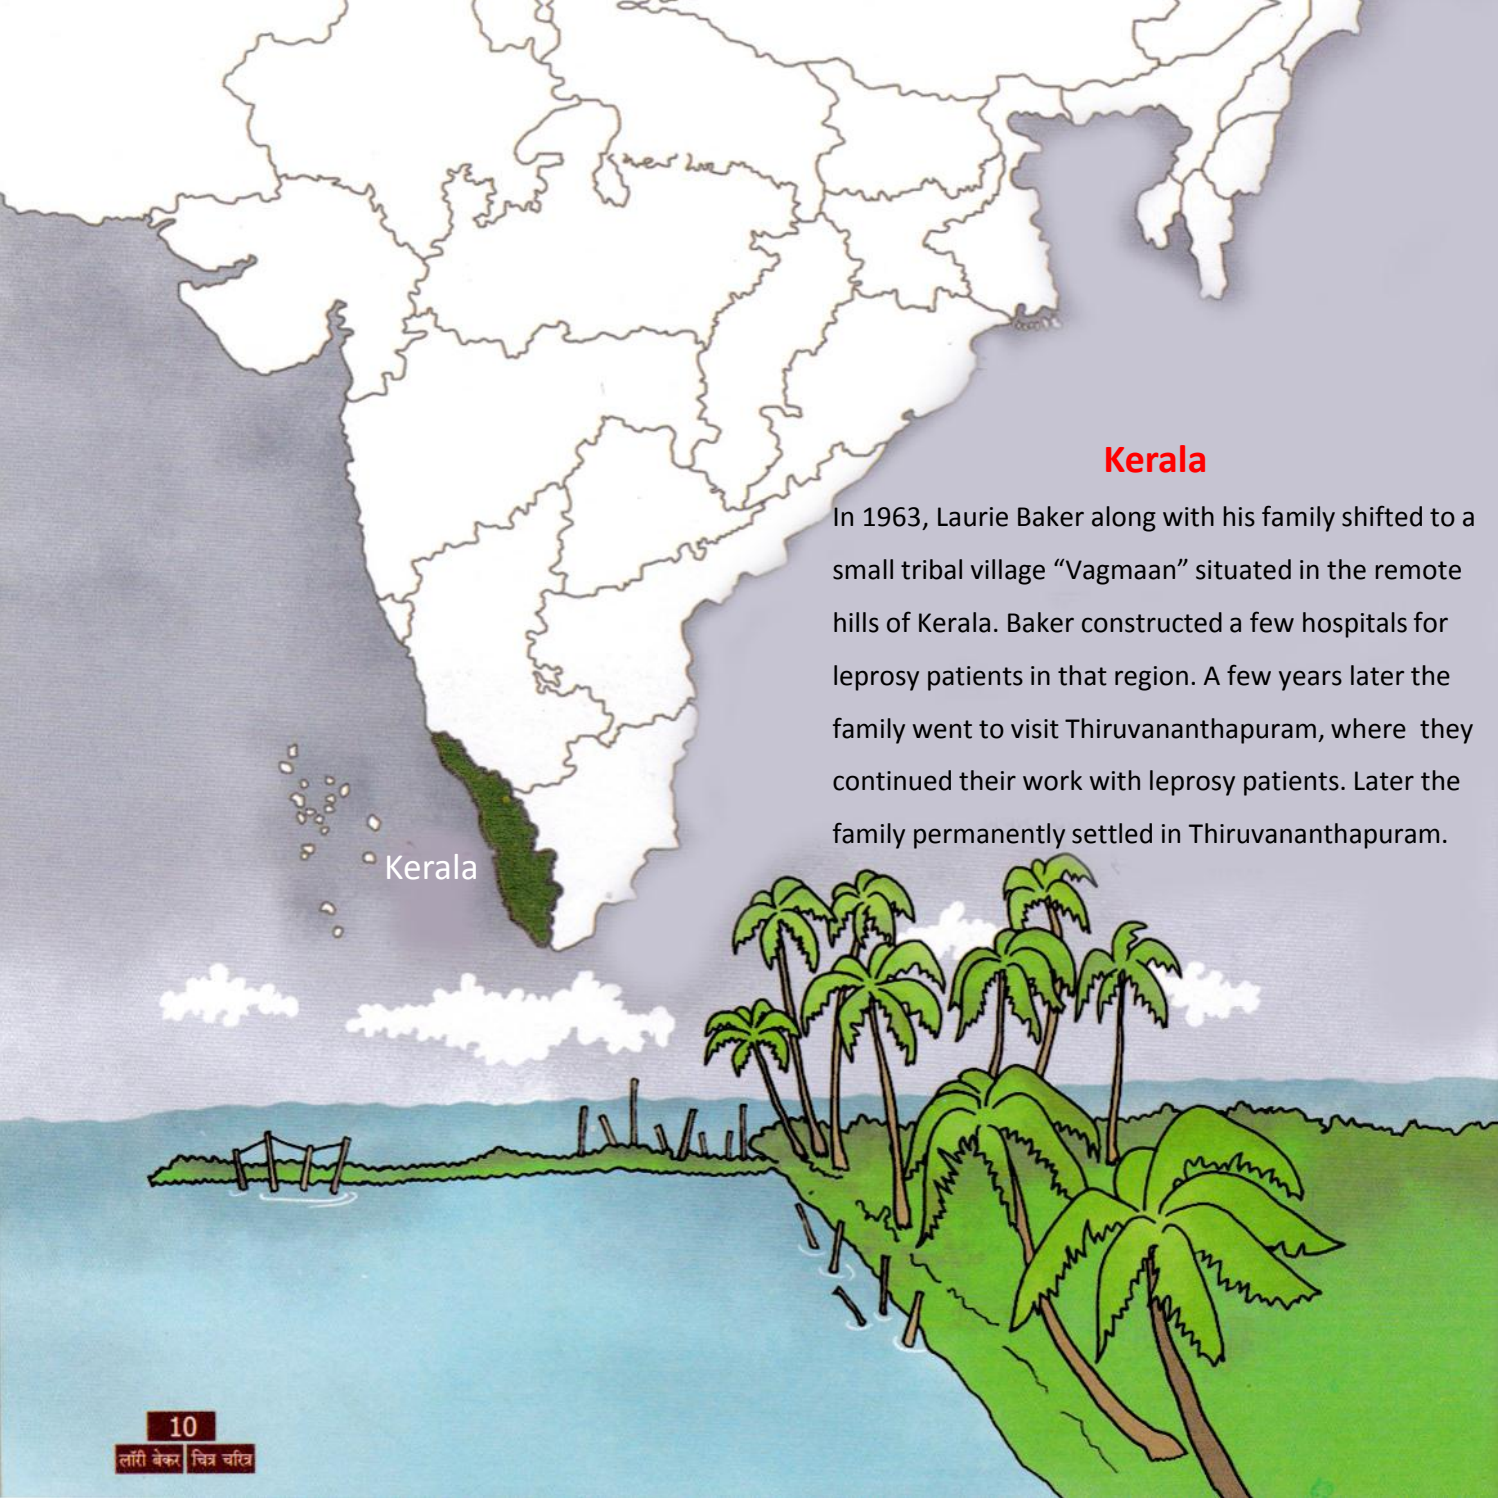 Kerala
In 1963, Laurie Baker along with his family shifted to a
small tribal village “Vagmaan” situated in the remote
hills of Kerala. Baker constructed a few hospitals for
leprosy patients in that region. A few years later the
family went to visit Thiruvananthapuram, where they
continued their work with leprosy patients. Later the
family permanently settled in Thiruvananthapuram.
Kerala
10
लॉरी बेकर चित्र चरित्र